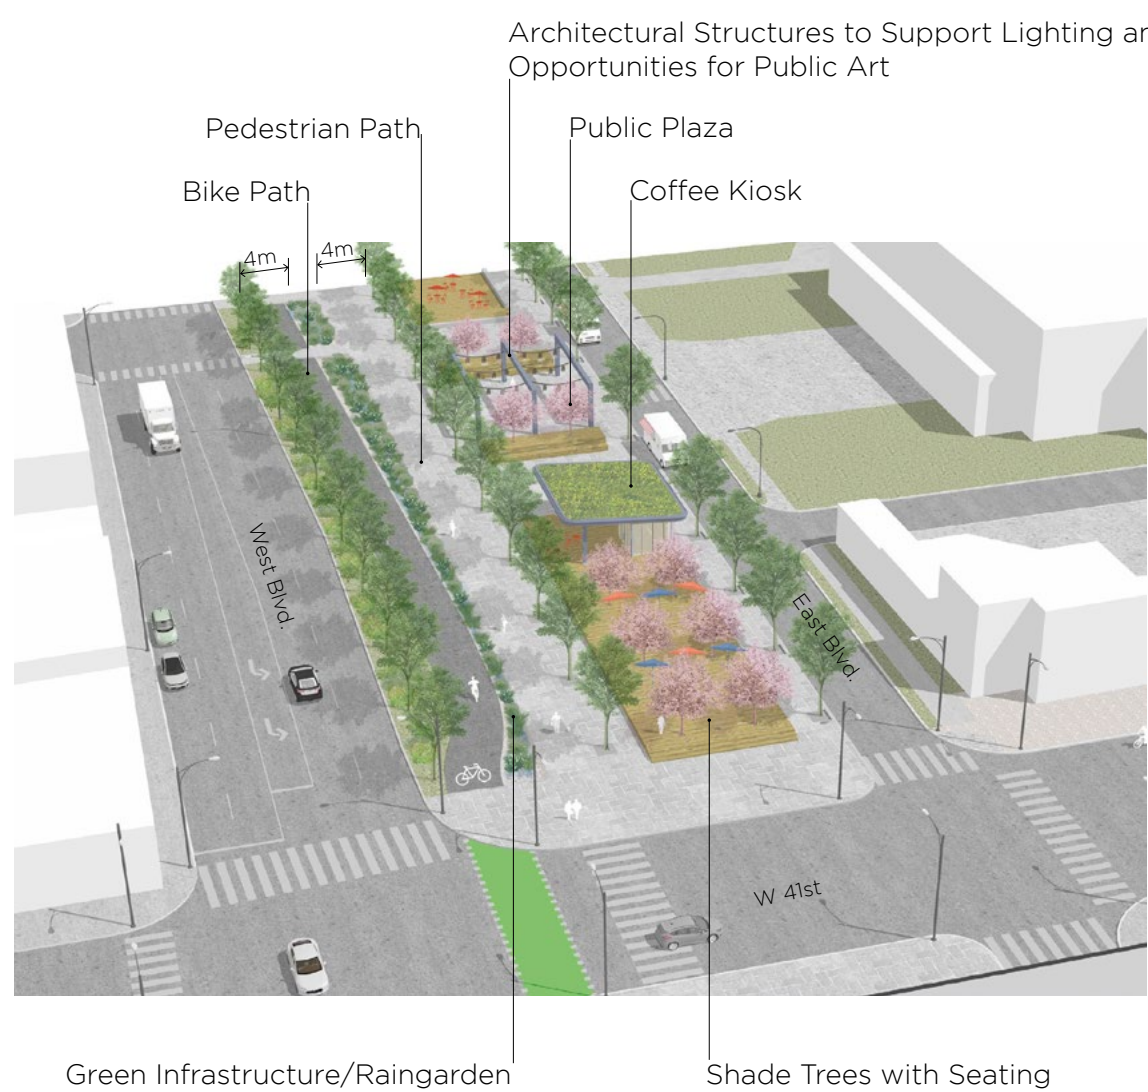 Architectural Structures to Support Lighting
Opportunities for Public Art
Pedestrian Path
Public Plaza
Bike Path
Coffee Kiosk
4m
4m
West Blvd.
East Blvd.
W 41st
Green Infrastructure/Raingarden
Shade Trees with Seating